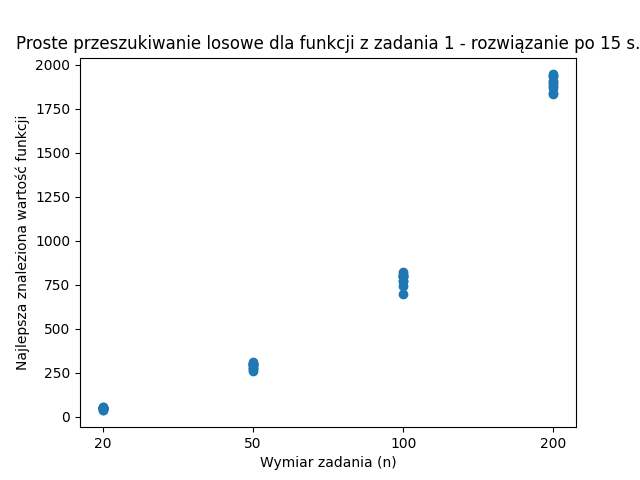 Proste przeszukiwanie losowe dla funkcji z zadania 1 - rozwiązanie po 15 s.
2000
1750
1500
1250
1000
750
500
250
0
Najlepsza znaleziona wartość funkcji
20 50 100 200
Wymiar zadania (n)